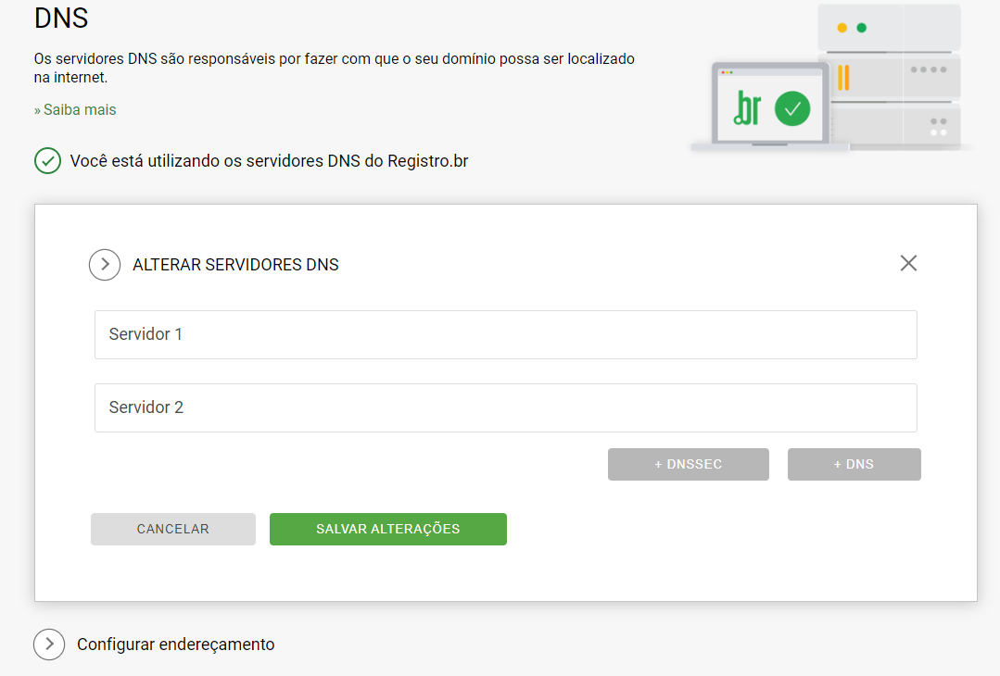 DNS
Os servidores DNS são responsáveis por fazer com que o seu domínio possa ser localizado
na internet.
» Saiba mais
.br
Você está utilizando os servidores DNS do Registro.br
ALTERAR SERVIDORES DNS
Servidor 1
Servidor 2
+ DNSSEC
+ DNS
CANCELAR
SALVAR ALTERAÇÕES
Configurar endereçamento